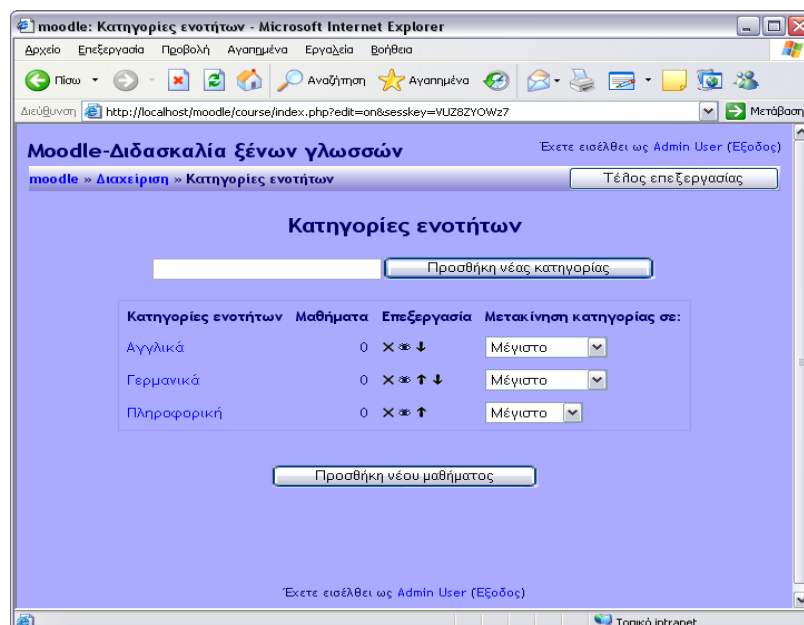 moodle: Κατηγορίες ενοτήτων - Microsoft Internet Explorer
Αρχείο Επεξεργασία Προβολή Αγαπημένα Εργαλεία Βοήθεια
Πίσω Αναζήτηση Αγαπημένα
Διεύθυνση http://localhost/moodle/course/index.php?edit=on&sesskey=VUZ8ZYOWz7 Μετάβαση
Moodle-Διδασκαλία ξένων γλωσσών Έχετε εισέλθει ως Admin User (Έξοδος)
moodle » Διαχείριση » Κατηγορίες ενοτήτων Τέλος επεξεργασίας
Κατηγορίες ενοτήτων
Προσθήκη νέας κατηγορίας
Κατηγορίες ενοτήτων Μαθήματα Επεξεργασία Μετακίνηση κατηγορίας σε:
Αγγλικά 0 Μέγιστο
Γερμανικά 0 Μέγιστο
Πληροφορική 0 Μέγιστο
Προσθήκη νέου μαθήματος
Έχετε εισέλθει ως Admin User (Έξοδος)
Τοπικό intranet